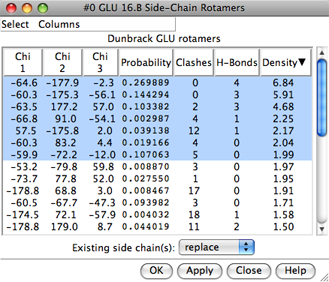 #0 GLU 16.B Side-Chain Rotamers
Select Columns
Dunbrack GLU rotamers
Chi 1 Chi 2 Chi 3 Probability Clashes H-Bonds Density
-64.6 -177.9 -2.3 0.269889 0 4 6.84
-60.3 -175.3 -56.1 0.144294 0 3 5.91
-63.5 177.2 57.0 0.103382 2 3 4.68
-66.8 91.0 -54.1 0.002987 4 1 2.25
57.5 -175.8 2.0 0.039138 12 1 2.17
-60.3 83.2 4.4 0.019166 4 0 2.04
-59.9 -72.2 -12.0 0.107063 5 0 1.99
-53.2 -79.8 59.8 0.008870 3 0 1.97
-73.7 77.8 52.0 0.027550 1 0 1.95
-178.8 68.8 3.0 0.008467 17 0 1.91
-60.5 -67.7 -47.3 0.093982 3 0 1.71
-174.5 72.1 -57.9 0.004032 18 1 1.58
-178.8 179.0 8.7 0.044019 11 2 1.50
Existing side chain(s): replace
OK Apply Close Help